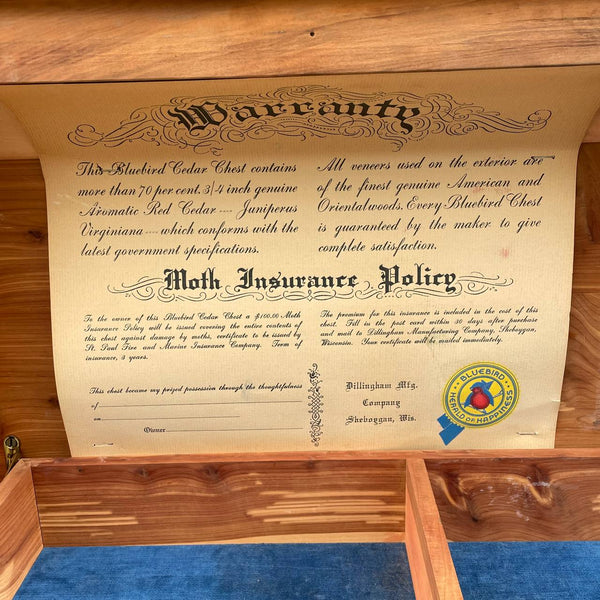 Warranty
This Bluebird Cedar Chest contains
more than 70 per cent. 3/4 inch genuine
Aromatic Red Cedar ---- Juniperus
Virginiana ---- which conforms with the
latest government specifications.
All veneers used on the exterior are
of the finest genuine American and
Oriental woods. Every Bluebird Chest
is guaranteed by the maker to give
complete satisfaction.
Moth Insurance Policy
To the owner of this Bluebird Cedar Chest a $100.00 Moth
Insurance Policy will be issued covering the entire contents of
this chest against damage by moths, certificate to be issued by
St. Paul Fire and Marine Insurance Company. Term of
insurance, 3 years.
The premium for this insurance is included in the cost of this
chest. Fill in the post card within 30 days after purchase
and mail to Dillingham Manufacturing Company, Sheboygan,
Wisconsin. Your certificate will be mailed immediately.
This chest became my prized possession through the thoughtfulness
of
on
Owner
Dillingham Mfg.
Company
Sheboygan, Wis.
BLUEBIRD
HERALD OF HAPPINESS